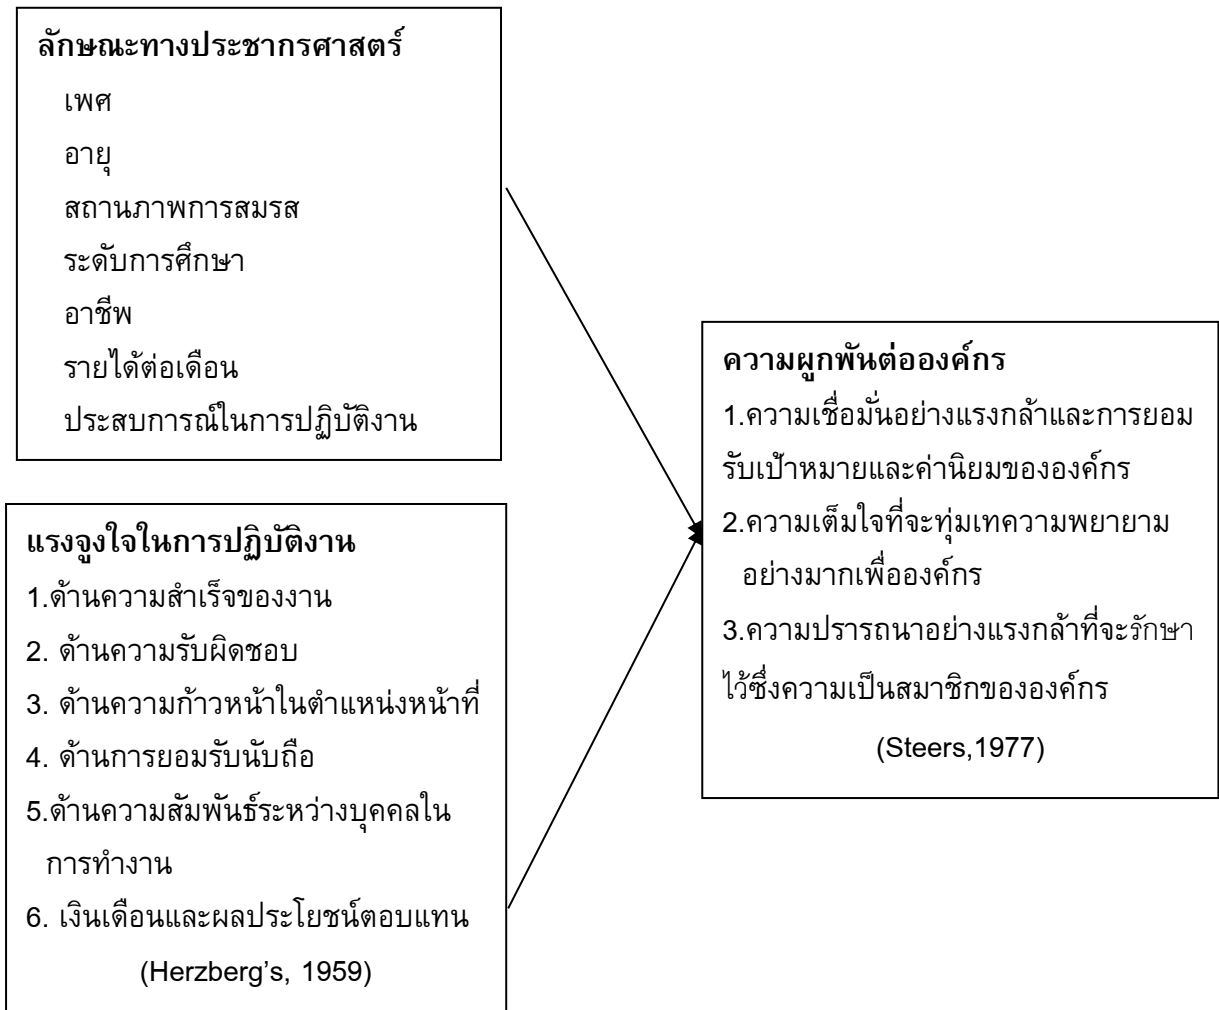 ลักษณะทางประชากรศาสตร์
เพศ
อายุ
สถานภาพการสมรส
ระดับการศึกษา
อาชีพ
รายได้ต่อเดือน
ประสบการณ์ในการปฏิบัติงาน
แรงจูงใจในการปฏิบัติงาน
1.ด้านความสำเร็จของงาน
2. ด้านความรับผิดชอบ
3. ด้านความก้าวหน้าในตำแหน่งหน้าที่
4. ด้านการยอมรับนับถือ
5.ด้านความสัมพันธ์ระหว่างบุคคลใน
การทำงาน
6. เงินเดือนและผลประโยชน์ตอบแทน
(Herzberg’s, 1959)
ความผูกพันต่อองค์กร
1.ความเชื่อมั่นอย่างแรงกล้าและการยอม
รับเป้าหมายและค่านิยมขององค์กร
2.ความเต็มใจที่จะทุ่มเทความพยายาม
อย่างมากเพื่อองค์กร
3.ความปรารถนาอย่างแรงกล้าที่จะรักษา
ไว้ซึ่งความเป็นสมาชิกขององค์กร
(Steers,1977)